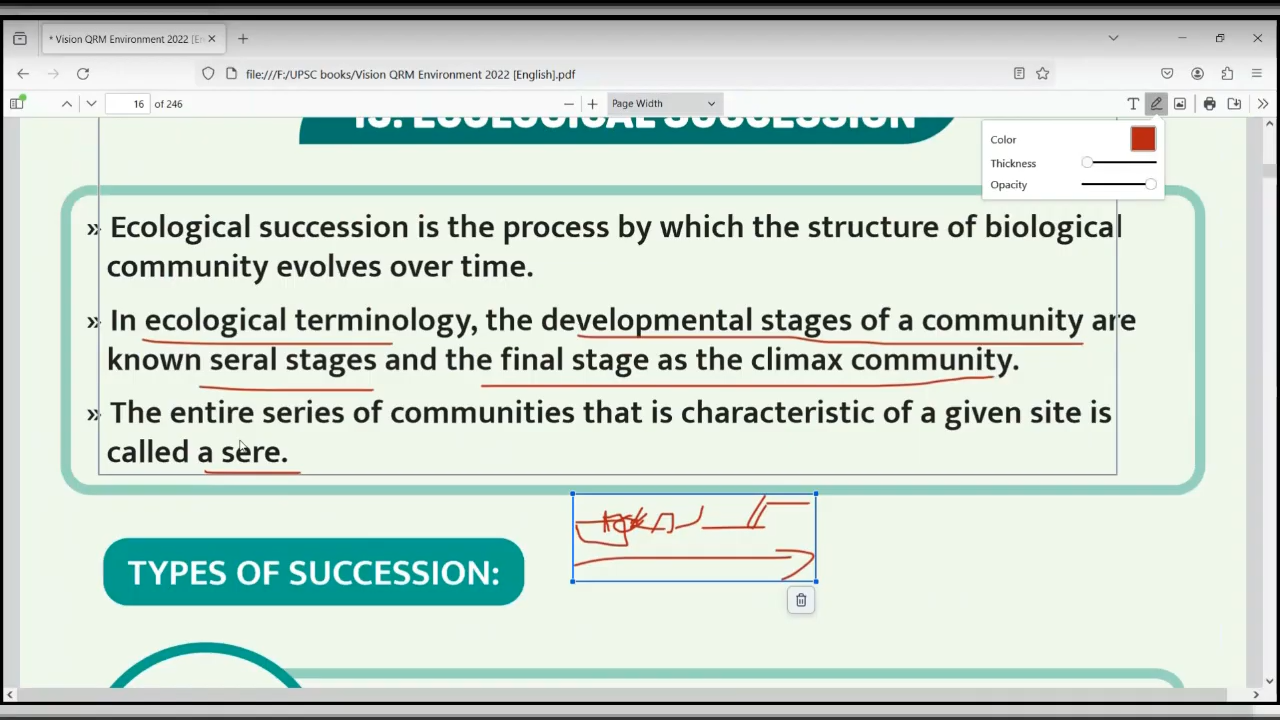 * Vision QRM Environment 2022 [En
file:///F:/UPSC books/Vision QRM Environment 2022 [English].pdf
16 of 246
Page Width
Color
Thickness
Opacity
ECOLOGICAL SUCCESSION
» Ecological succession is the process by which the structure of biological
community evolves over time.
» In ecological terminology, the developmental stages of a community are
known seral stages and the final stage as the climax community.
» The entire series of communities that is characteristic of a given site is
called a sere.
TYPES OF SUCCESSION: